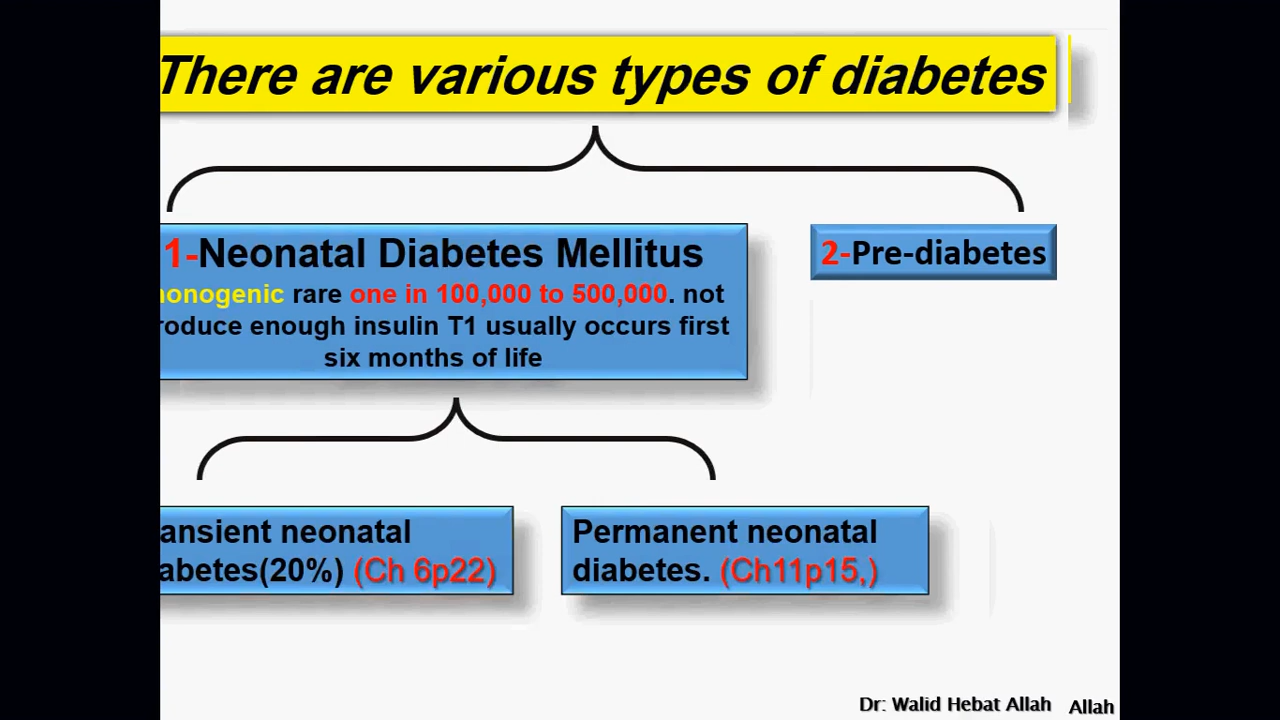 There are various types of diabetes
1-Neonatal Diabetes Mellitus
onogenic rare one in 100,000 to 500,000. not
roduce enough insulin T1 usually occurs first
six months of life
2-Pre-diabetes
ansient neonatal
abetes(20%) (Ch 6p22)
Permanent neonatal
diabetes. (Ch11p15,)
Dr: Walid Hebat Allah Allah